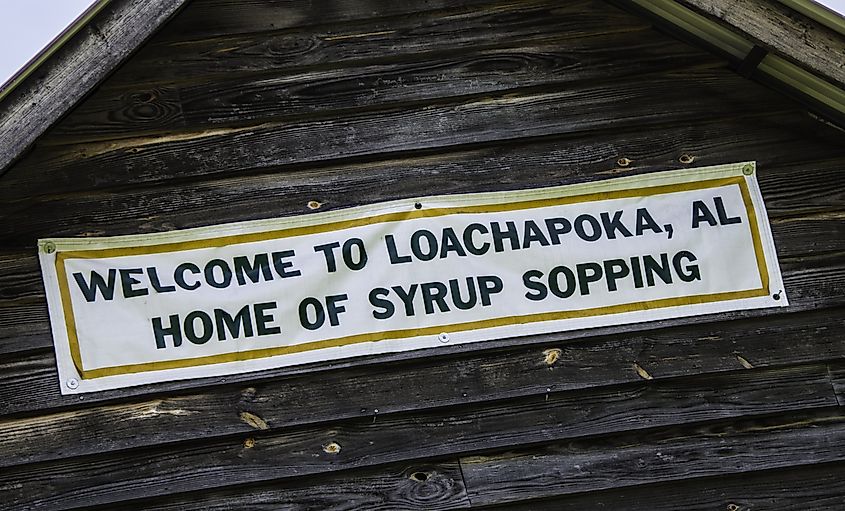 WELCOME TO LOACHAPOKA, AL
HOME OF SYRUP SOPPING